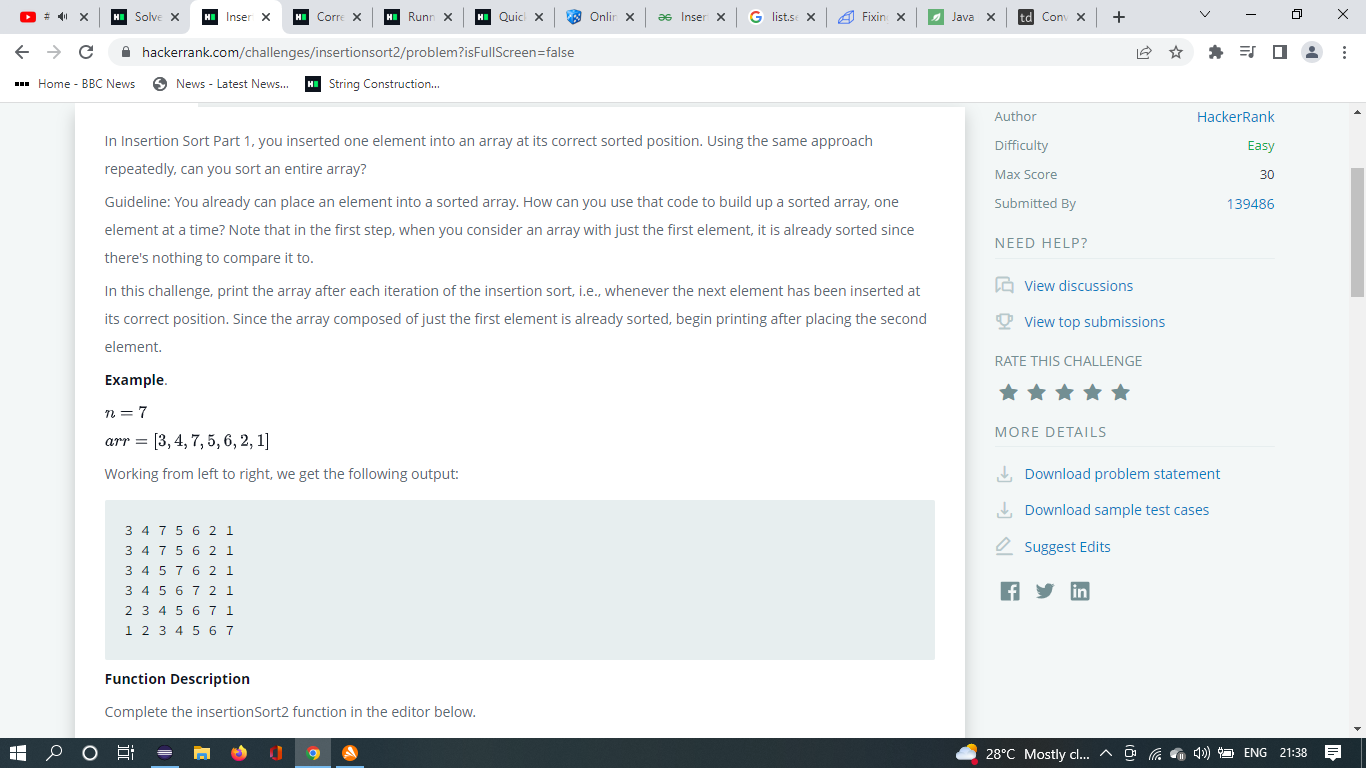 #
Solve
Inser
Corre
Runn
Quic
Onlin
Inser
list.s
Fixin
Java
td Conv
hackerrank.com/challenges/insertionsort2/problem?isFullScreen=false
Home - BBC News
News - Latest News...
String Construction...
In Insertion Sort Part 1, you inserted one element into an array at its correct sorted position. Using the same approach
repeatedly, can you sort an entire array?
Guideline: You already can place an element into a sorted array. How can you use that code to build up a sorted array, one
element at a time? Note that in the first step, when you consider an array with just the first element, it is already sorted since
there's nothing to compare it to.
In this challenge, print the array after each iteration of the insertion sort, i.e., whenever the next element has been inserted at
its correct position. Since the array composed of just the first element is already sorted, begin printing after placing the second
element.
Example.
n = 7
arr = [3, 4, 7, 5, 6, 2, 1]
Working from left to right, we get the following output:
3 4 7 5 6 2 1
3 4 7 5 6 2 1
3 4 5 7 6 2 1
3 4 5 6 7 2 1
2 3 4 5 6 7 1
1 2 3 4 5 6 7
Function Description
Complete the insertionSort2 function in the editor below.
Author HackerRank
Difficulty Easy
Max Score 30
Submitted By 139486
NEED HELP?
View discussions
View top submissions
RATE THIS CHALLENGE
MORE DETAILS
Download problem statement
Download sample test cases
Suggest Edits
28°C Mostly cl... ENG 21:38